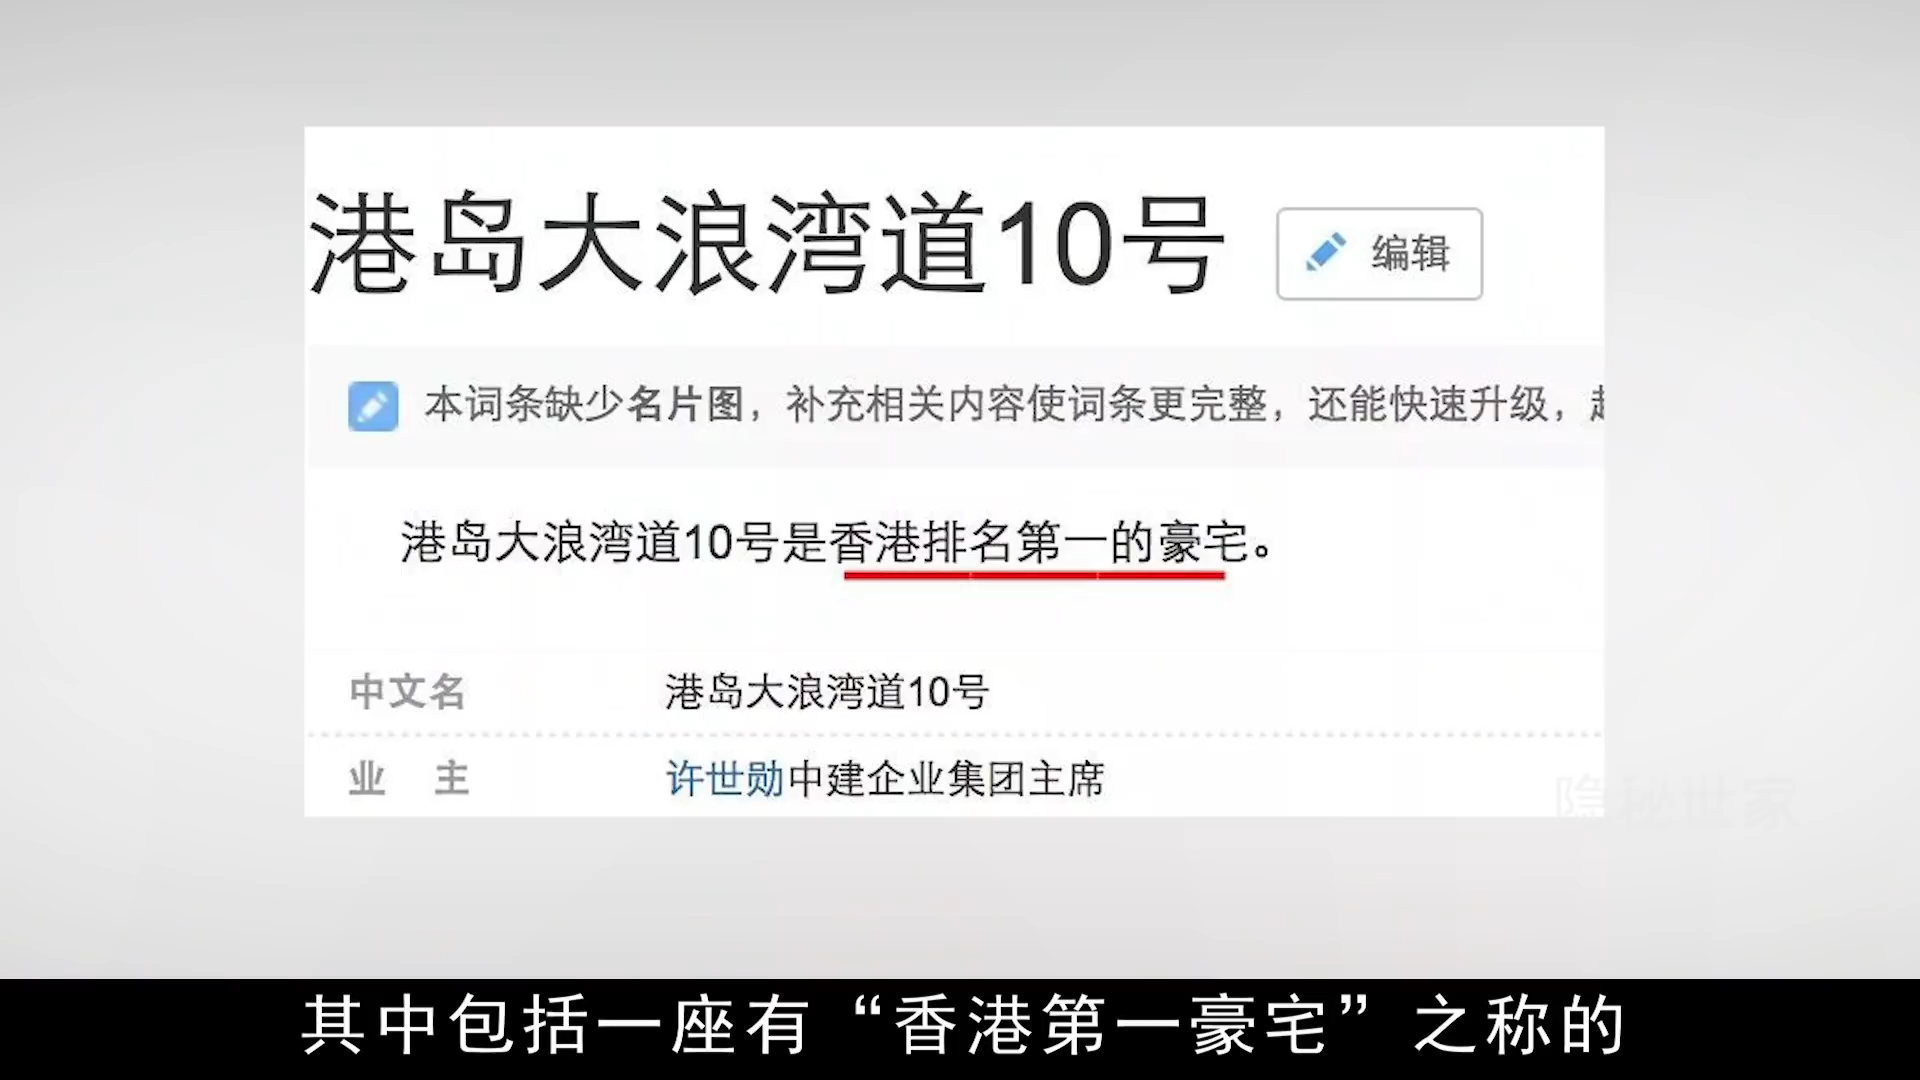 港岛大浪湾道10号
编辑
本词条缺少名片图，补充相关内容使词条更完整，还能快速升级，
港岛大浪湾道10号是香港排名第一的豪宅。
中文名 港岛大浪湾道10号
业 主 许世勋中建企业集团主席
隐秘世家
其中包括一座有“香港第一豪宅”之称的